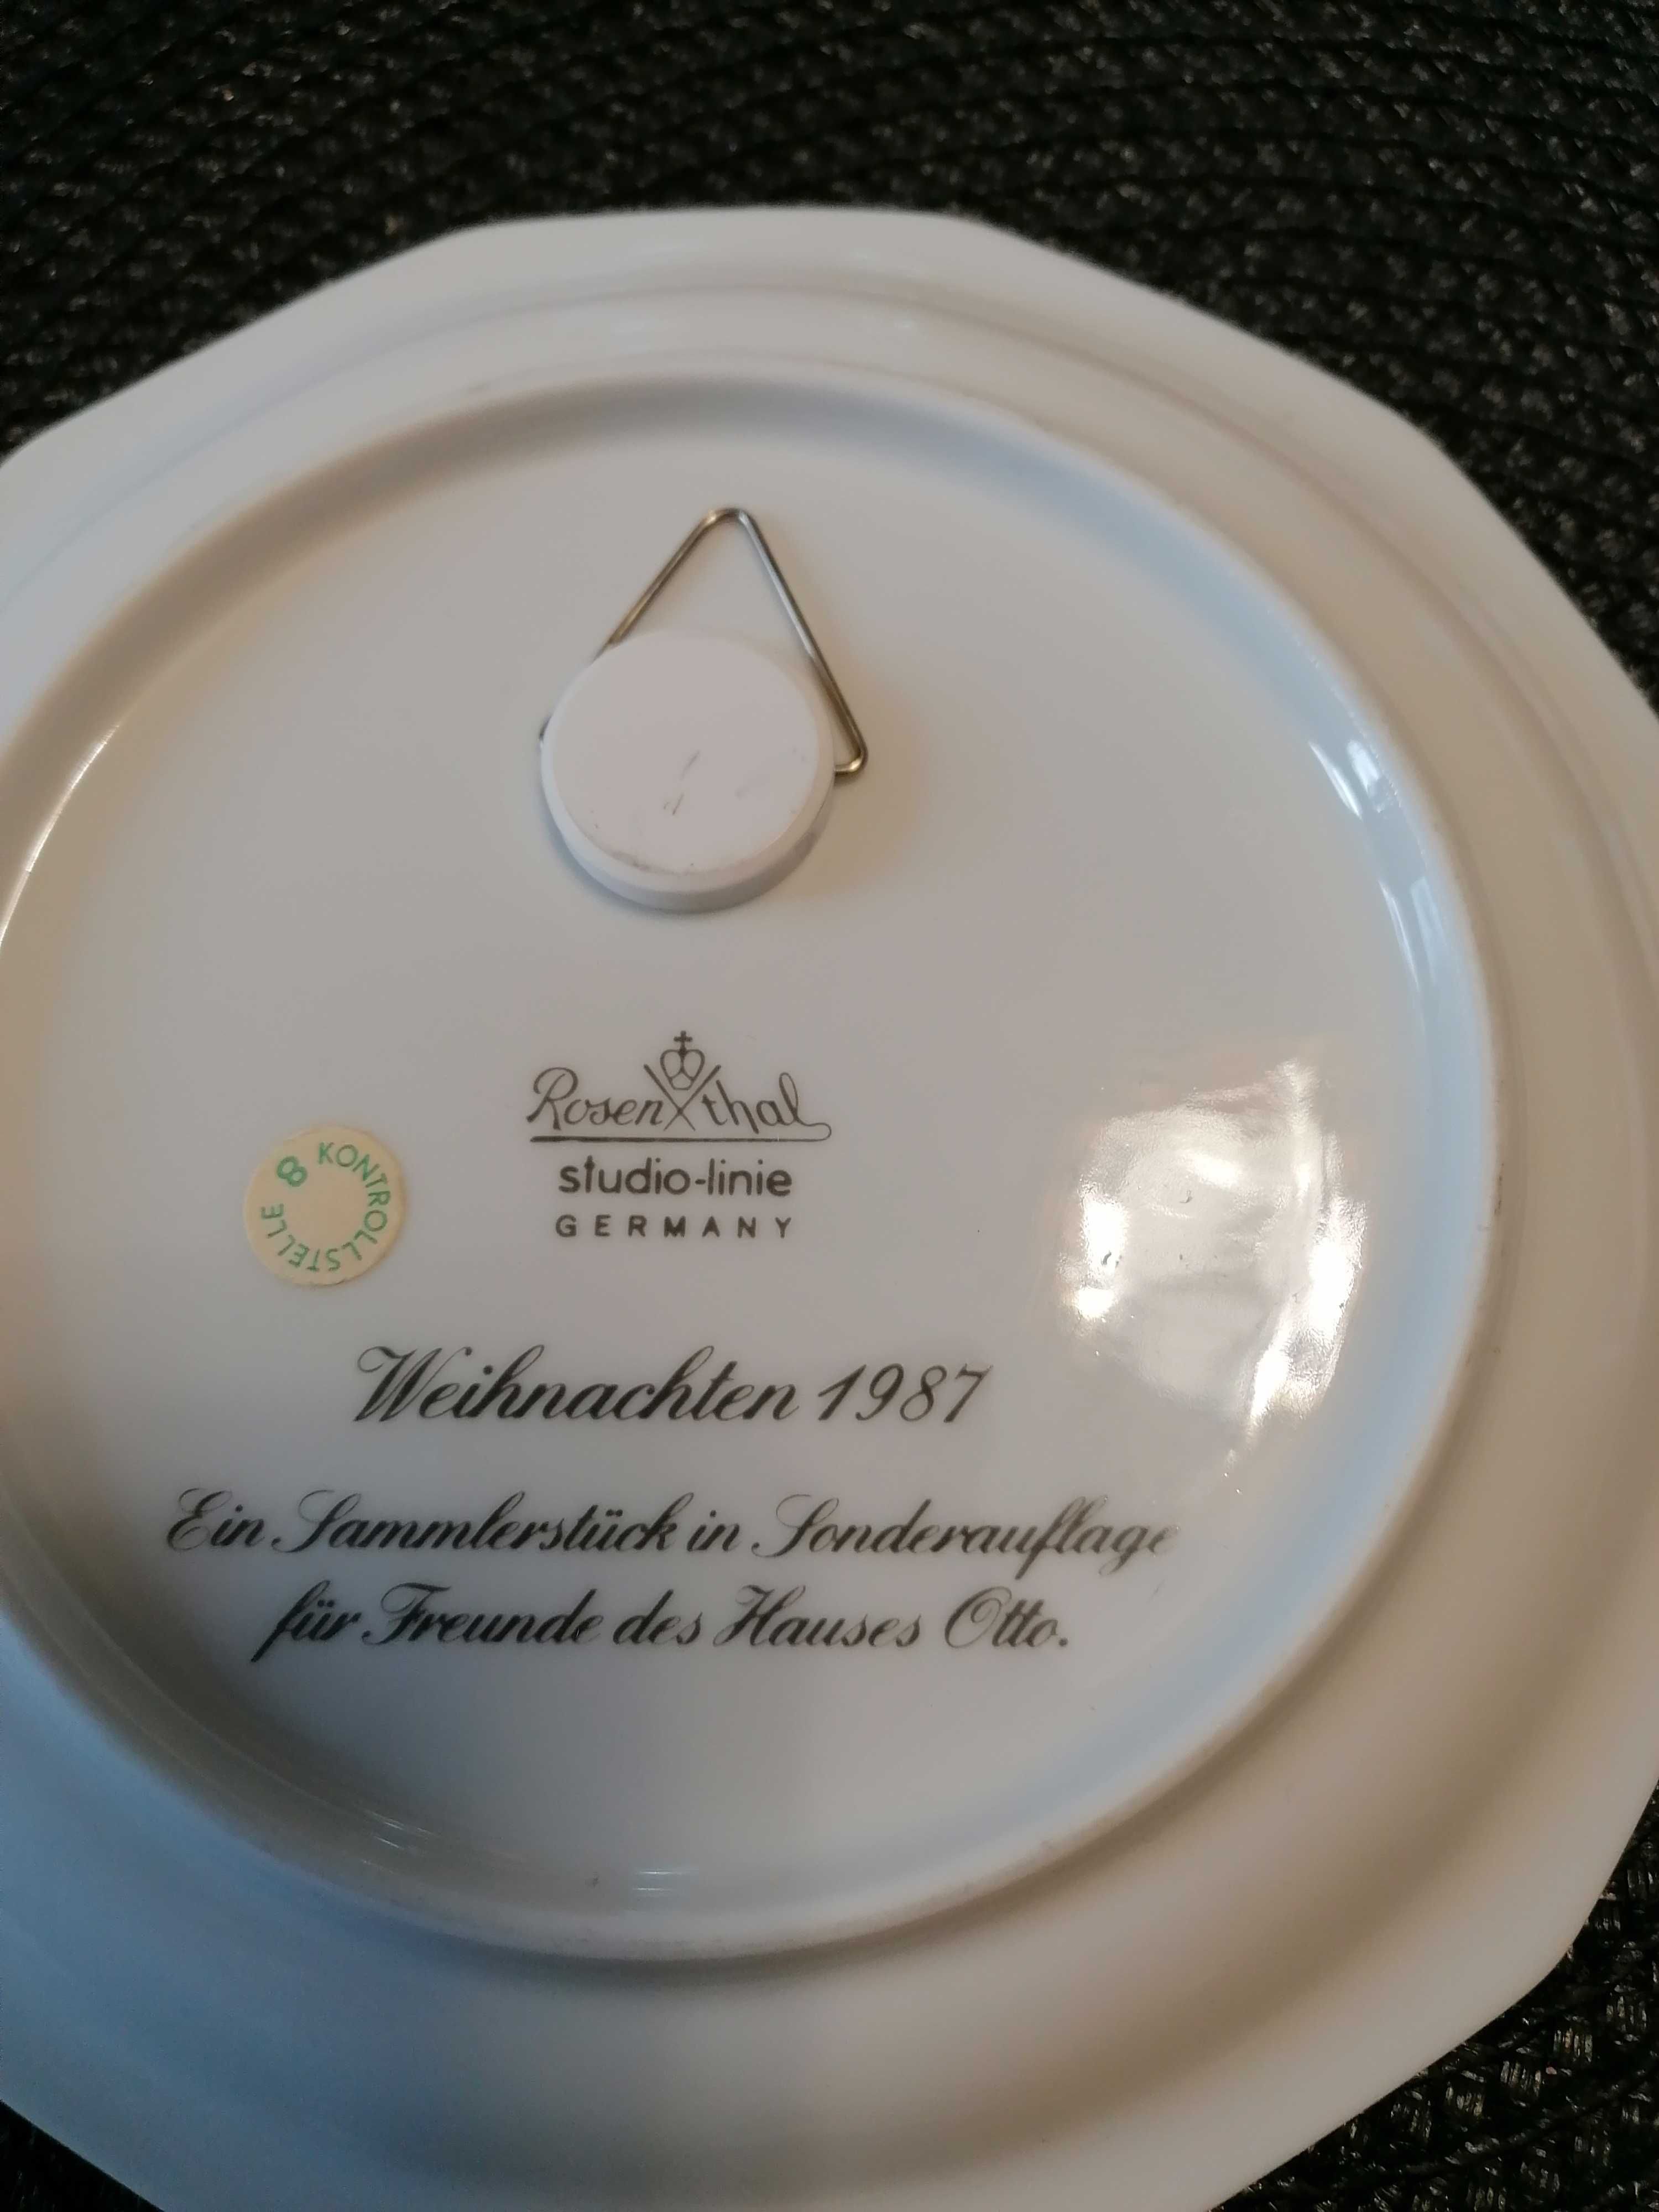 Rosenthal
studio-linie
GERMANY
KONTROLLSTELLE 8
Weihnachten 1987
Ein Sammlerstück in Sonderauflage
für Freunde des Hauses Otto.